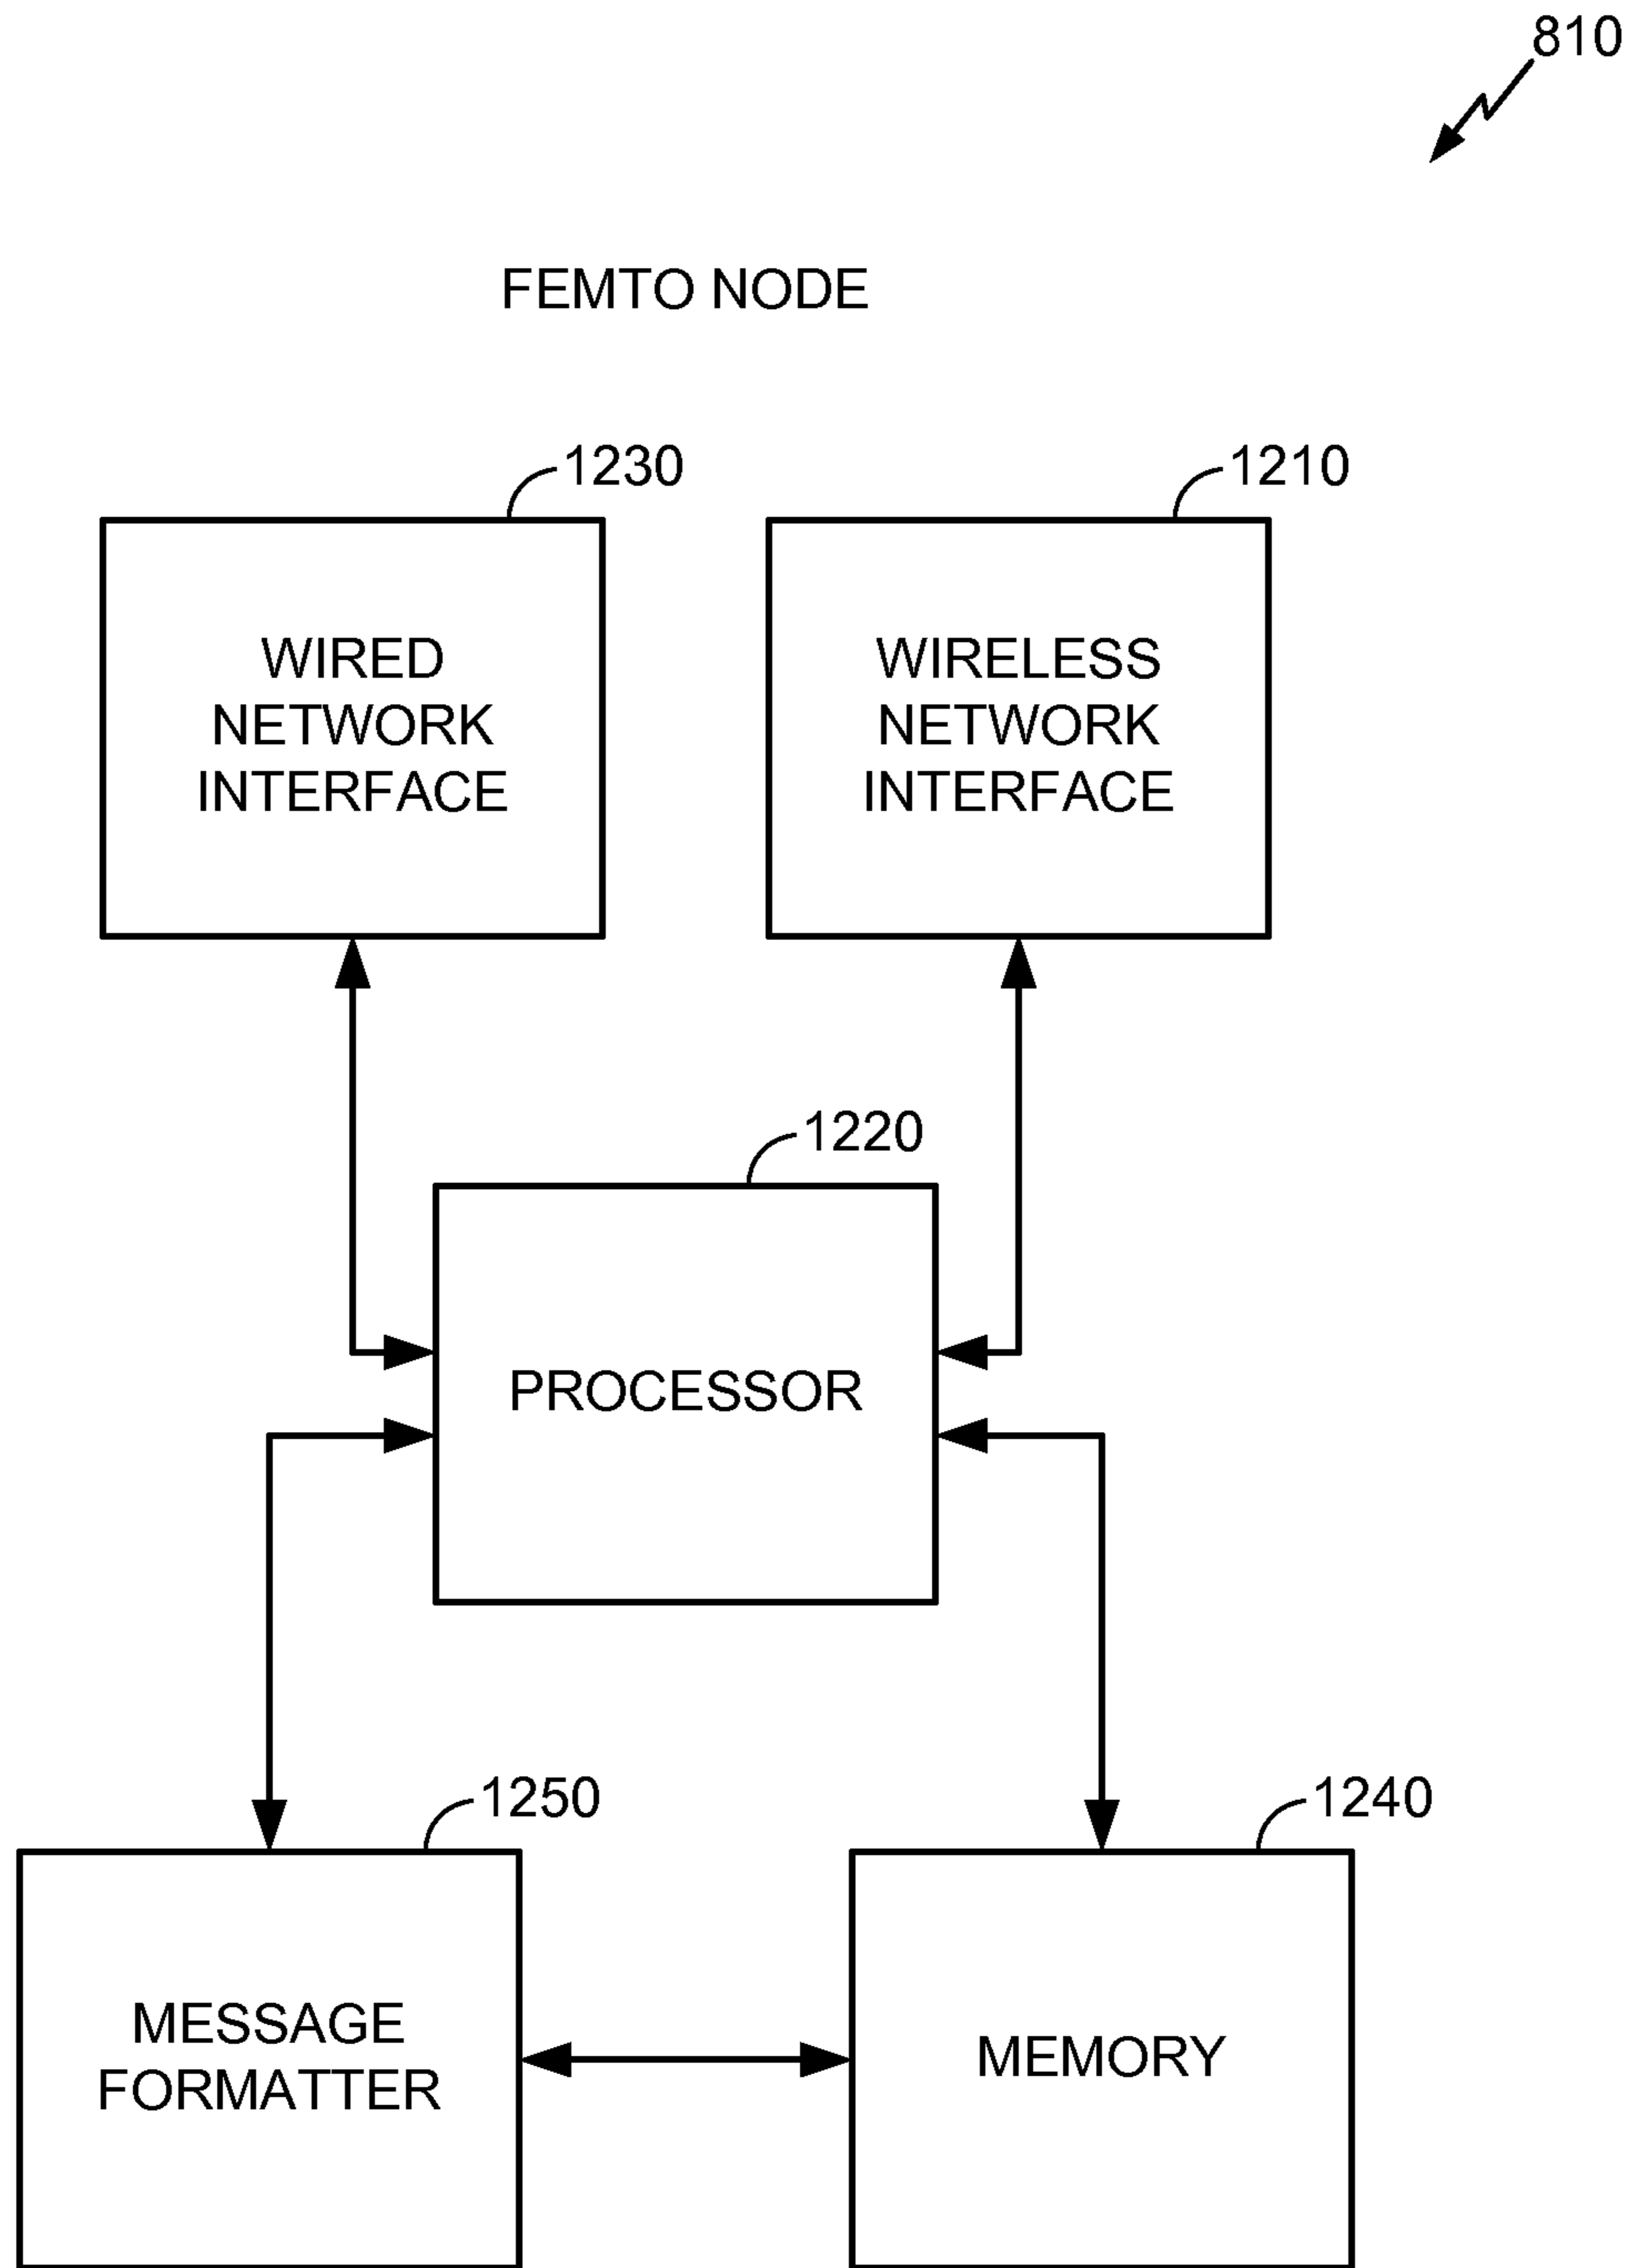 810
FEMTO NODE
1230
1210
WIRED
NETWORK
INTERFACE
WIRELESS
NETWORK
INTERFACE
1220
PROCESSOR
1250
1240
MESSAGE
FORMATTER
MEMORY